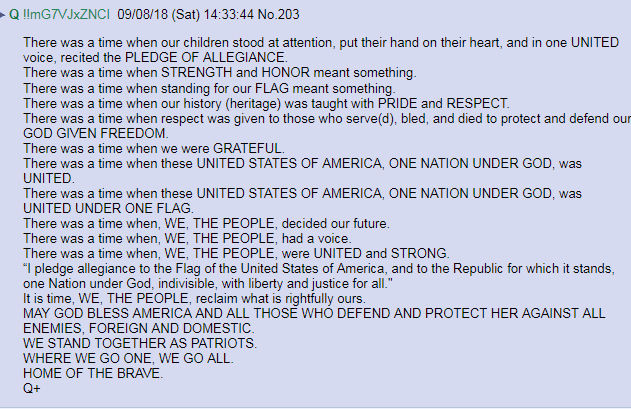 Q !!mG7VJxZNCI 09/08/18 (Sat) 14:33:44 No.203
There was a time when our children stood at attention, put their hand on their heart, and in one UNITED
voice, recited the PLEDGE OF ALLEGIANCE.
There was a time when STRENGTH and HONOR meant something.
There was a time when standing for our FLAG meant something.
There was a time when our history (heritage) was taught with PRIDE and RESPECT.
There was a time when respect was given to those who serve(d), bled, and died to protect and defend our
GOD GIVEN FREEDOM.
There was a time when we were GRATEFUL.
There was a time when these UNITED STATES OF AMERICA, ONE NATION UNDER GOD, was
UNITED.
There was a time when these UNITED STATES OF AMERICA, ONE NATION UNDER GOD, was
UNITED UNDER ONE FLAG.
There was a time when, WE, THE PEOPLE, decided our future.
There was a time when, WE, THE PEOPLE, had a voice.
There was a time when, WE, THE PEOPLE, were UNITED and STRONG.
“I pledge allegiance to the Flag of the United States of America, and to the Republic for which it stands,
one Nation under God, indivisible, with liberty and justice for all."
It is time, WE, THE PEOPLE, reclaim what is rightfully ours.
MAY GOD BLESS AMERICA AND ALL THOSE WHO DEFEND AND PROTECT HER AGAINST ALL
ENEMIES, FOREIGN AND DOMESTIC.
WE STAND TOGETHER AS PATRIOTS.
WHERE WE GO ONE, WE GO ALL.
HOME OF THE BRAVE.
Q+